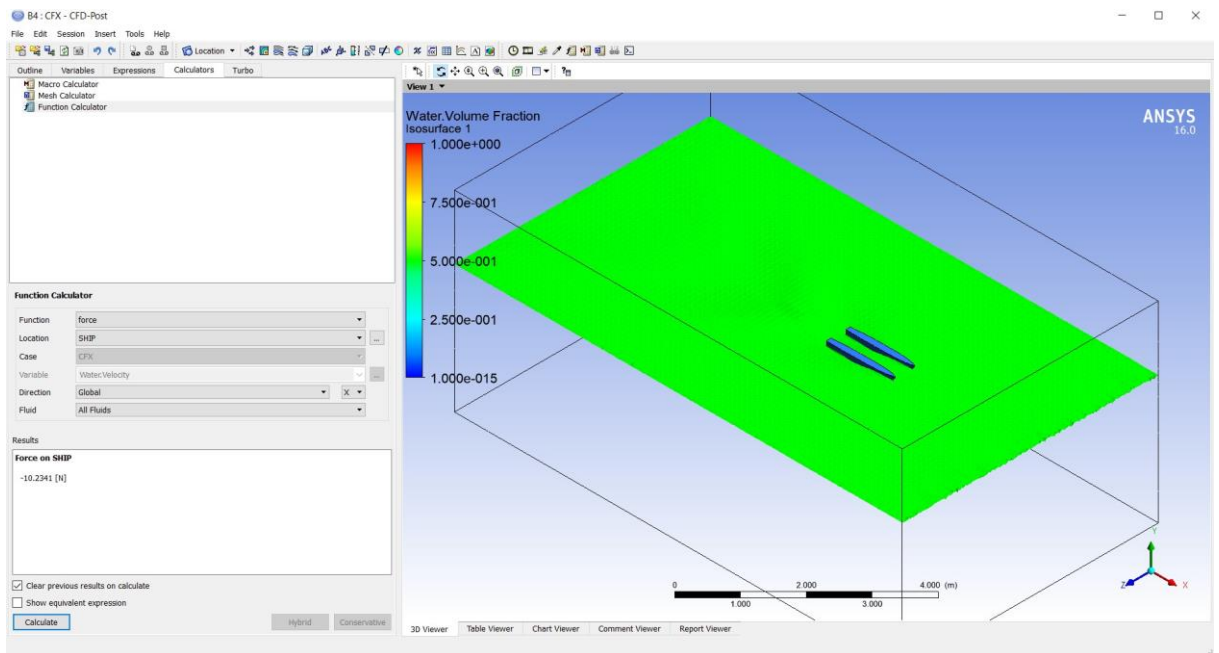 B4 : CFX - CFD-Post
File Edit Session Insert Tools Help
Location
Outline Variables Expressions Calculators Turbo
Macro Calculator
Mesh Calculator
Function Calculator
Function Calculator
Function force
Location SHIP ...
Case CFX
Variable Water.Velocity ...
Direction Global X
Fluid All Fluids
Results
Force on SHIP
-10.2341 [N]
Clear previous results on calculate
Show equivalent expression
Calculate Hybrid Conservative
View 1
Water.Volume Fraction
Isosurface 1
1.000e+000
7.500e-001
5.000e-001
2.500e-001
1.000e-015
ANSYS
16.0
0 2.000 4.000 (m)
1.000 3.000
Y
Z X
3D Viewer Table Viewer Chart Viewer Comment Viewer Report Viewer